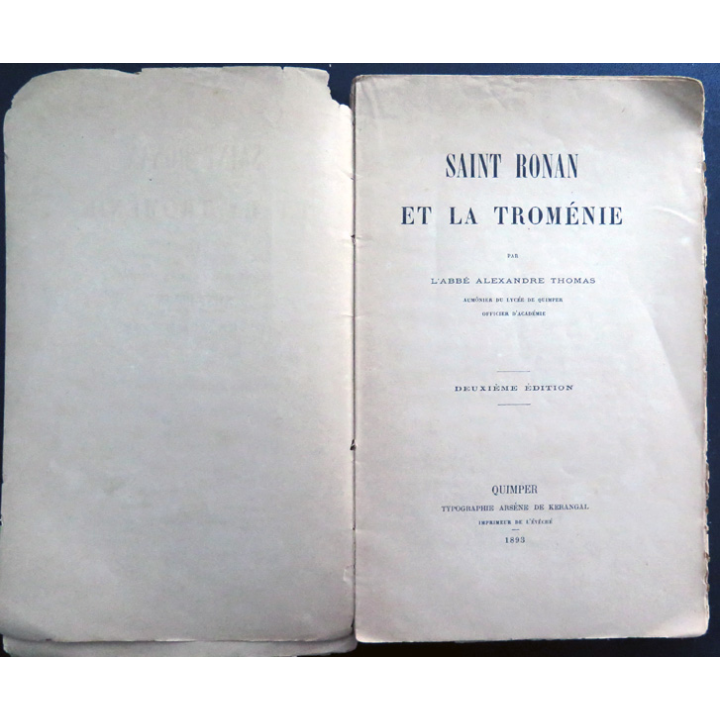 SAINT RONAN
ET LA TROMÉNIE
PAR
L'ABBÉ ALEXANDRE THOMAS
AUMÔNIER DU LYCÉE DE QUIMPER
OFFICIER D'ACADÉMIE
DEUXIÈME ÉDITION
QUIMPER
TYPOGRAPHIE ARSÈNE DE KERANGAL
IMPRIMEUR DE L'ÉVÊCHÉ
1893